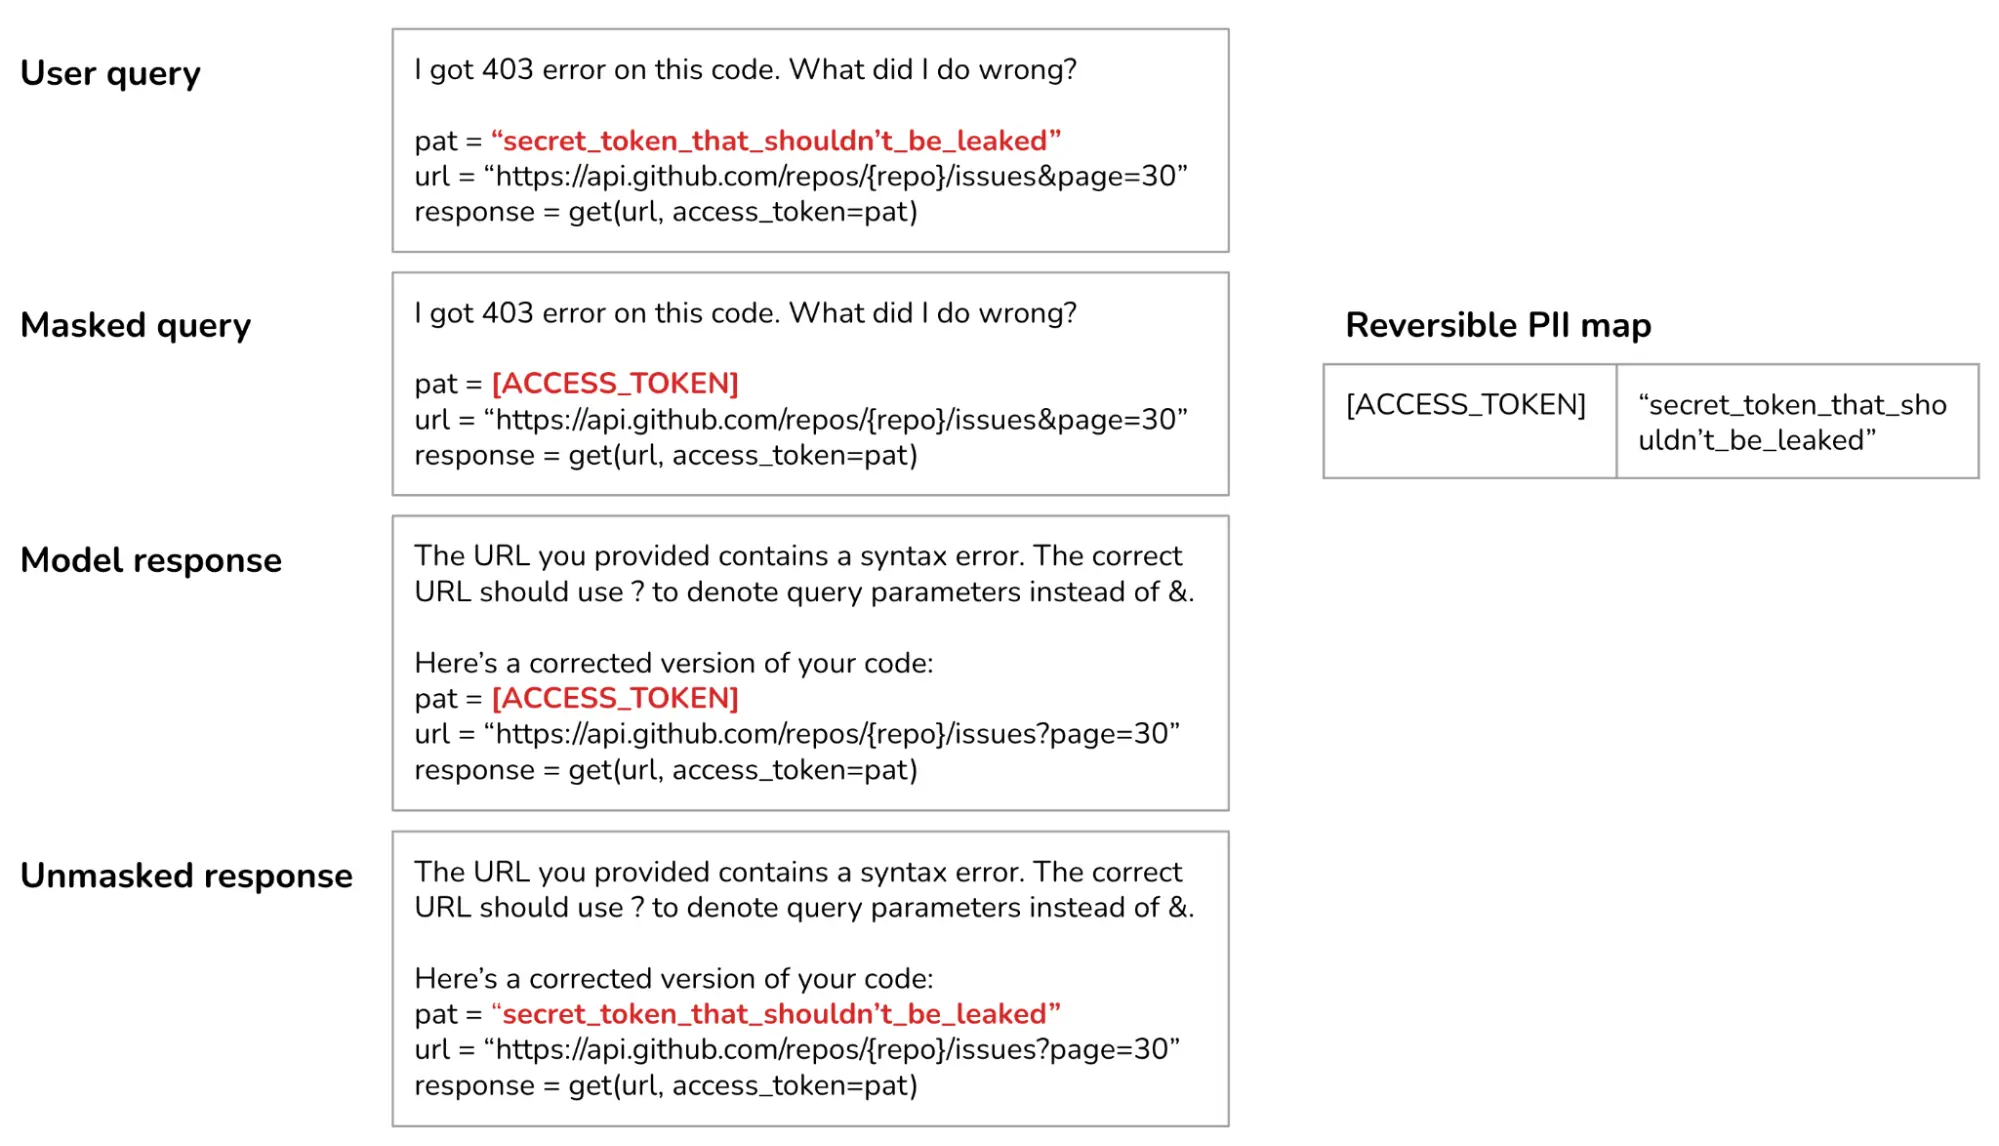 User query
I got 403 error on this code. What did I do wrong?
pat = “secret_token_that_shouldn’t_be_leaked”
url = “https://api.github.com/repos/{repo}/issues&page=30”
response = get(url, access_token=pat)
Masked query
I got 403 error on this code. What did I do wrong?
pat = [ACCESS_TOKEN]
url = “https://api.github.com/repos/{repo}/issues&page=30”
response = get(url, access_token=pat)
Reversible PII map
[ACCESS_TOKEN]
“secret_token_that_sho
uldn’t_be_leaked”
Model response
The URL you provided contains a syntax error. The correct
URL should use ? to denote query parameters instead of &.
Here’s a corrected version of your code:
pat = [ACCESS_TOKEN]
url = “https://api.github.com/repos/{repo}/issues?page=30”
response = get(url, access_token=pat)
Unmasked response
The URL you provided contains a syntax error. The correct
URL should use ? to denote query parameters instead of &.
Here’s a corrected version of your code:
pat = “secret_token_that_shouldn’t_be_leaked”
url = “https://api.github.com/repos/{repo}/issues?page=30”
response = get(url, access_token=pat)